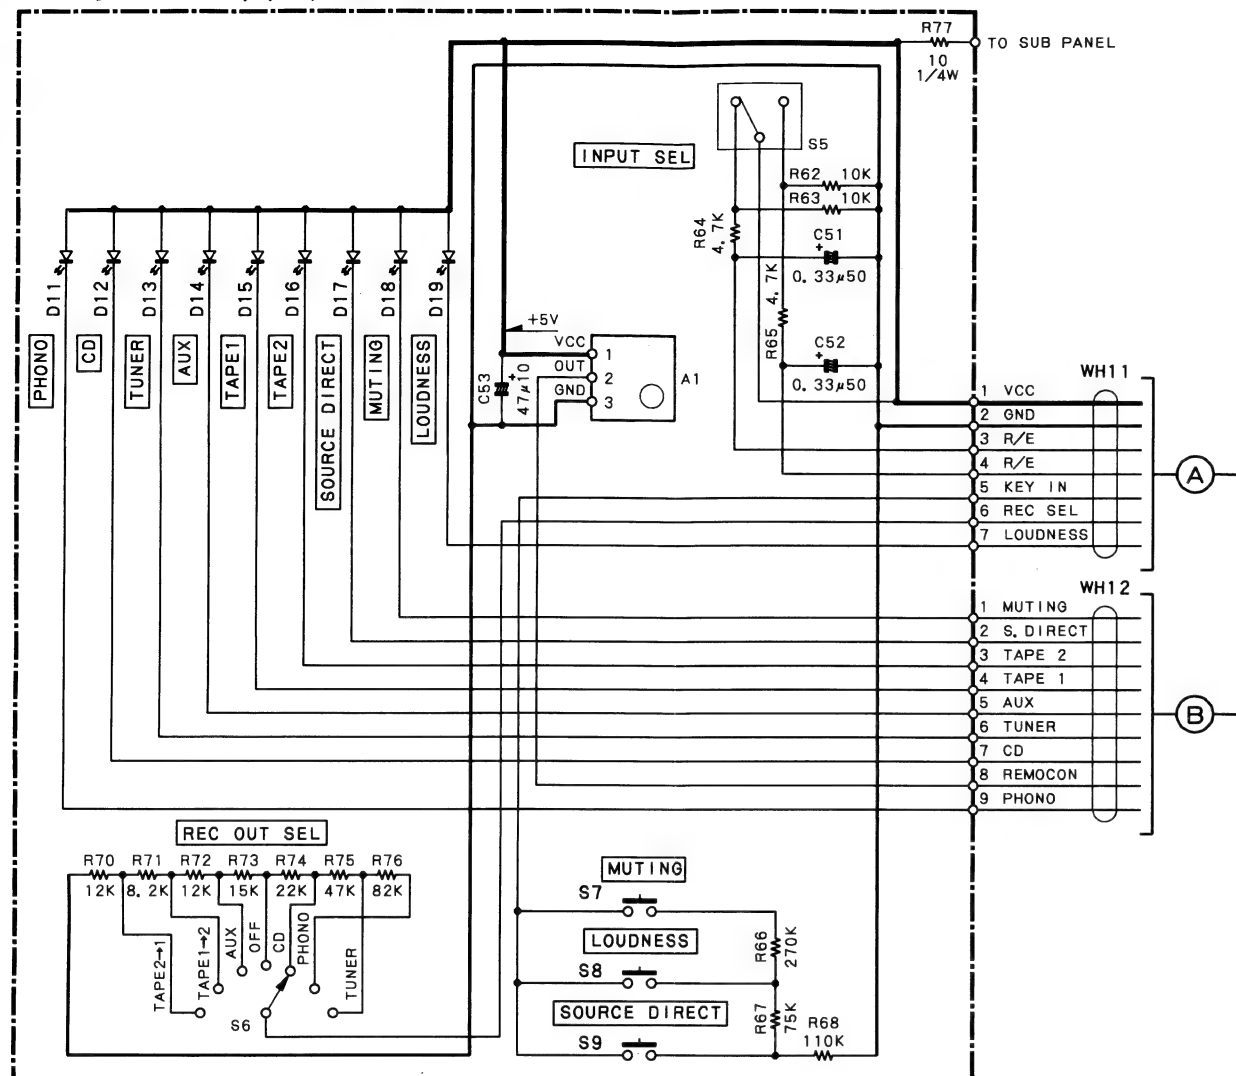 R77
TO SUB PANEL
10
1/4W
S5
INPUT SEL
R62 10K
R63 10K
R64
4.7K
C51
+
0.33μ50
4.7K
R65
C52
+
0.33μ50
D11
D12
D13
D14
D15
D16
D17
D18
D19
PHONO
CD
TUNER
AUX
TAPE1
TAPE2
SOURCE DIRECT
MUTING
LOUDNESS
+5V
VCC
1
OUT
2
GND
3
A1
C53
+
47μ10
WH11
1 VCC
2 GND
3 R/E
4 R/E
5 KEY IN
6 REC SEL
7 LOUDNESS
A
WH12
1 MUTING
2 S.DIRECT
3 TAPE 2
4 TAPE 1
5 AUX
6 TUNER
7 CD
8 REMOCON
9 PHONO
B
REC OUT SEL
R70 R71 R72 R73 R74 R75 R76
12K 8.2K 12K 15K 22K 47K 82K
TAPE2→1
TAPE1→2
AUX
OFF
CD
PHONO
TUNER
S6
MUTING
S7
LOUDNESS
S8
SOURCE DIRECT
S9
R66
270K
R67
75K
R68
110K